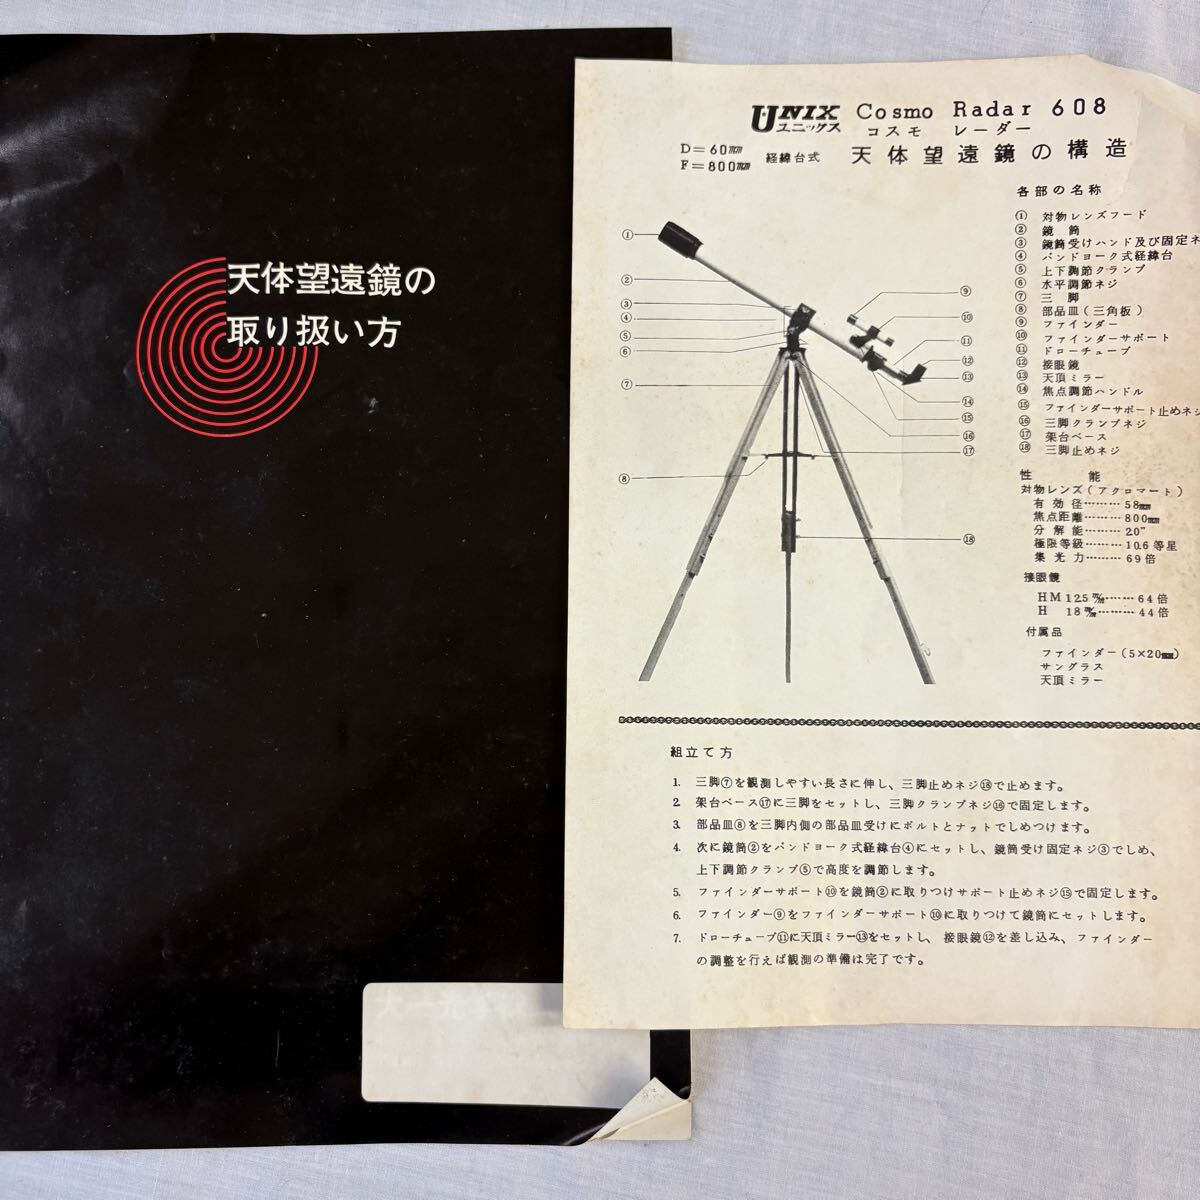 天体望遠鏡の
取り扱い方
UNIX Cosmo Radar 608
ユニックス コスモ レーダー
D=60mm
F=800mm
経緯台式 天体望遠鏡の構造
各部の名称
① 対物レンズフード
② 鏡筒
③ 鏡筒受けハンド及び固定ネ
④ バンドヨーク式経緯台
⑤ 上下調節クランプ
⑥ 水平調節ネジ
⑦ 三脚
⑧ 部品皿(三角板)
⑨ ファインダー
⑩ ファインダーサポート
⑪ ドローチューブ
⑫ 接眼鏡
⑬ 天頂ミラー
⑭ 焦点調節ハンドル
⑮ ファインダーサポート止めネジ
⑯ 三脚クランプネジ
⑰ 架台ベース
⑱ 三脚止めネジ
①
②
③
④
⑤
⑥
⑦
⑧
⑨
⑩
⑪
⑫
⑬
⑭
⑮
⑯
⑰
⑱
性能
対物レンズ(アクロマート)
有効径………58mm
焦点距離………800mm
分解能………2.0"
極限等級………10.6等星
集光力………69倍
接眼鏡
HM 12.5㎜………64倍
H 18㎜………44倍
付属品
ファインダー(5×20mm)
サングラス
天頂ミラー
組立て方
1. 三脚⑦を観測しやすい長さに伸し、三脚止めネジ⑱で止めます。
2. 架台ベース⑰に三脚をセットし、三脚クランプネジ⑯で固定します。
3. 部品皿⑧を三脚内側の部品皿受けにボルトとナットでしめつけます。
4. 次に鏡筒②をバンドヨーク式経緯台④にセットし、鏡筒受け固定ネジ③でしめ、
上下調節クランプ⑤で高度を調節します。
5. ファインダーサポート⑩を鏡筒②に取りつけサポート止めネジ⑮で固定します。
6. ファインダー⑨をファインダーサポート⑩に取りつけて鏡筒にセットします。
7. ドローチューブ⑪に天頂ミラー⑬をセットし、接眼鏡⑫を差し込み、ファインダー
の調整を行えば観測の準備は完了です。